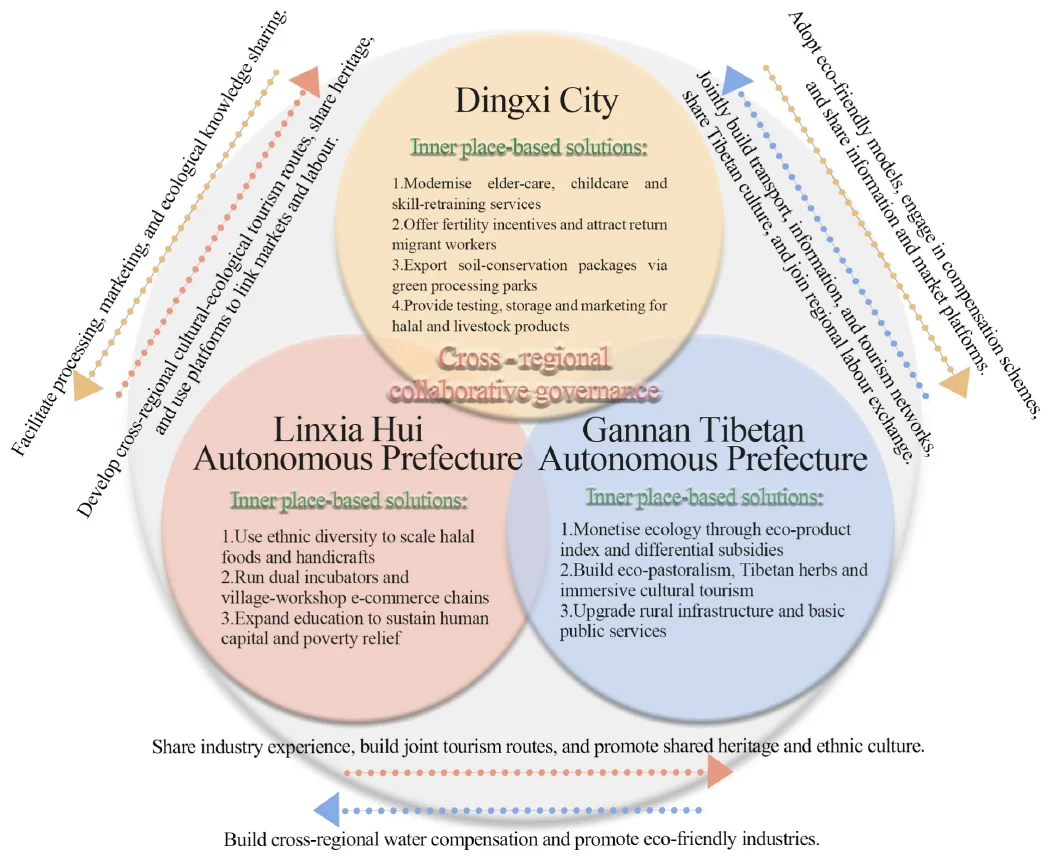 Facilitate processing, marketing, and ecological knowledge sharing.
Develop cross-regional cultural-ecological tourism routes, share heritage,
and use platforms to link markets and labour.
Adopt eco-friendly models, engage in compensation schemes,
and share information and market platforms.
Jointly build transport, information, and tourism networks,
share Tibetan culture, and join regional labour exchange.
Dingxi City
Inner place-based solutions:
1.Modernise elder-care, childcare and
skill-retraining services
2.Offer fertility incentives and attract return
migrant workers
3.Export soil-conservation packages via
green processing parks
4.Provide testing, storage and marketing for
halal and livestock products
Cross - regional
collaborative governance
Linxia Hui
Autonomous Prefecture
Inner place-based solutions:
1.Use ethnic diversity to scale halal
foods and handicrafts
2.Run dual incubators and
village-workshop e-commerce chains
3.Expand education to sustain human
capital and poverty relief
Gannan Tibetan
Autonomous Prefecture
Inner place-based solutions:
1.Monetise ecology through eco-product
index and differential subsidies
2.Build eco-pastoralism, Tibetan herbs and
immersive cultural tourism
3.Upgrade rural infrastructure and basic
public services
Share industry experience, build joint tourism routes, and promote shared heritage and ethnic culture.
Build cross-regional water compensation and promote eco-friendly industries.